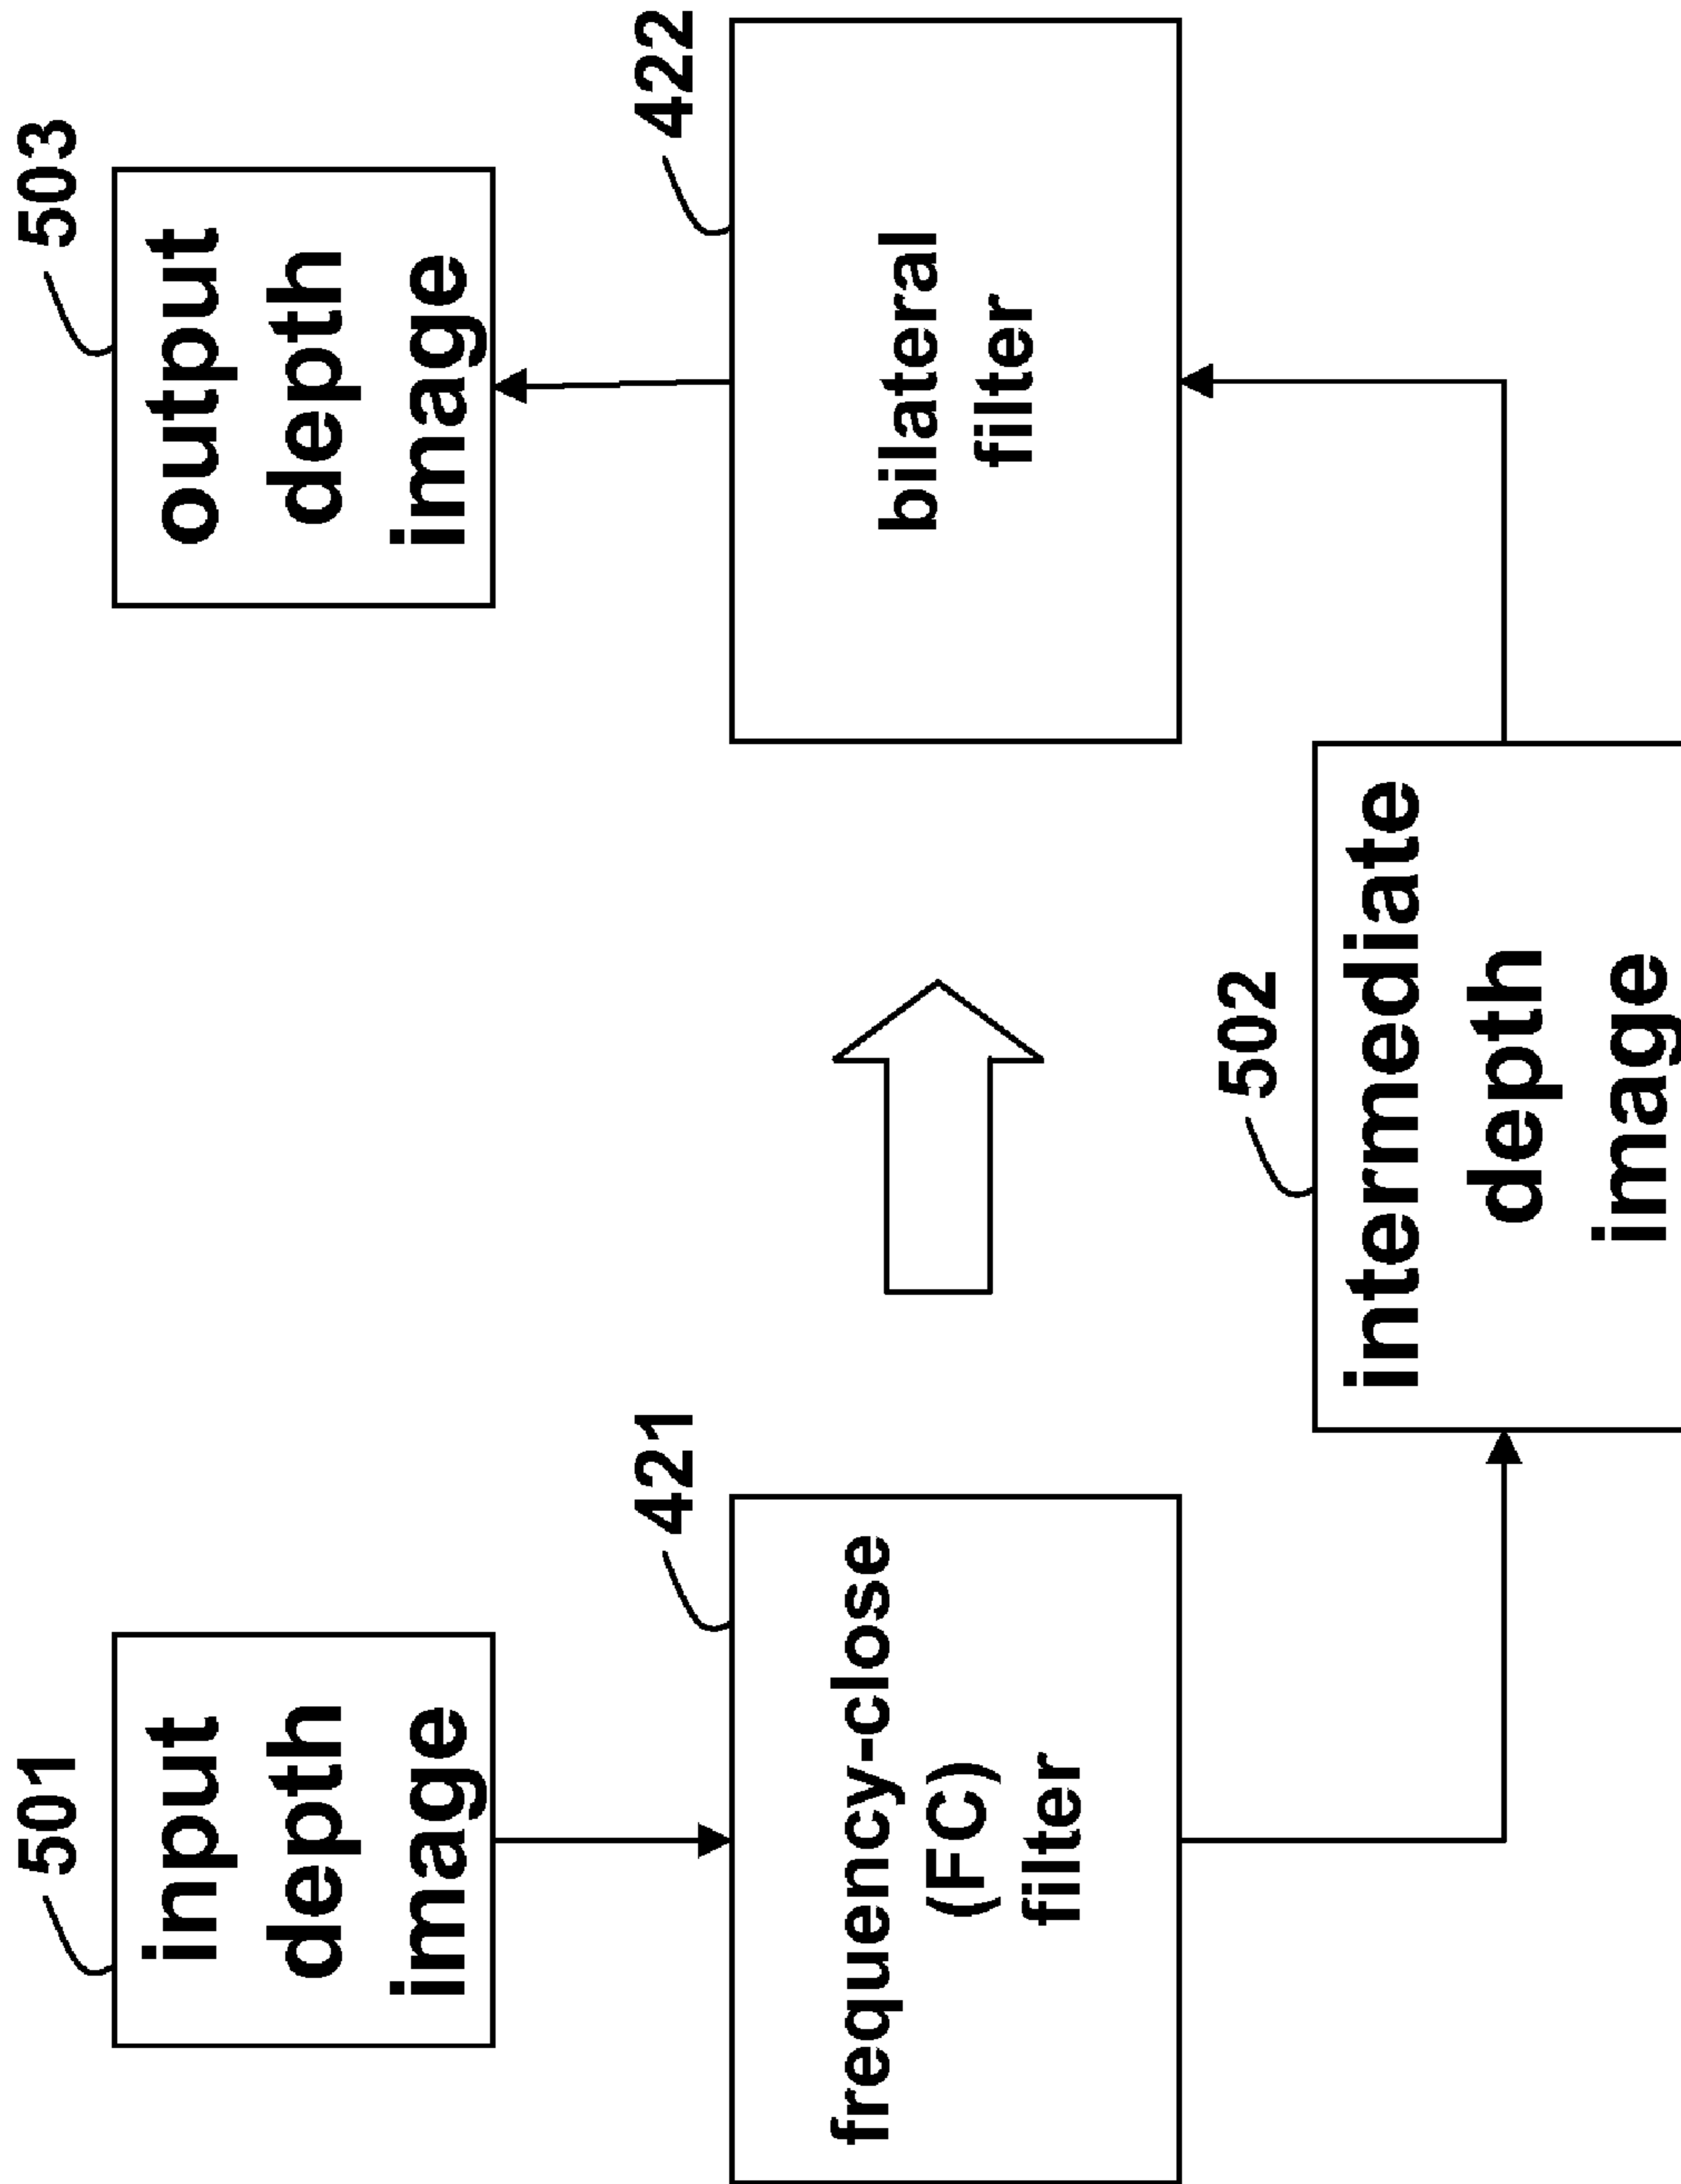 501
input
depth
image
421
frequency-close
(FC)
filter
502
intermediate
depth
image
422
bilateral
filter
503
output
depth
image